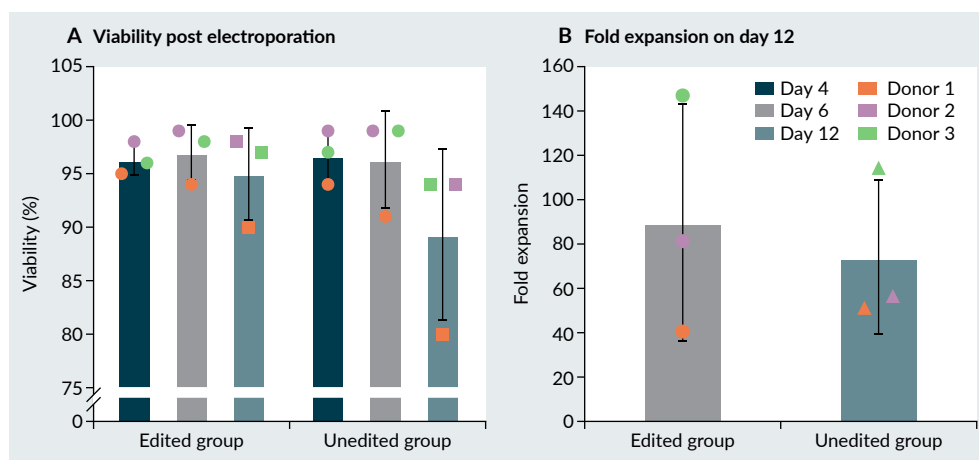 A Viability post electroporation
105
100
95
90
85
80
75
0
Viability (%)
Edited group
Unedited group
B Fold expansion on day 12
160
140
120
100
80
60
40
20
0
Fold expansion
Day 4
Day 6
Day 12
Donor 1
Donor 2
Donor 3
Edited group
Unedited group